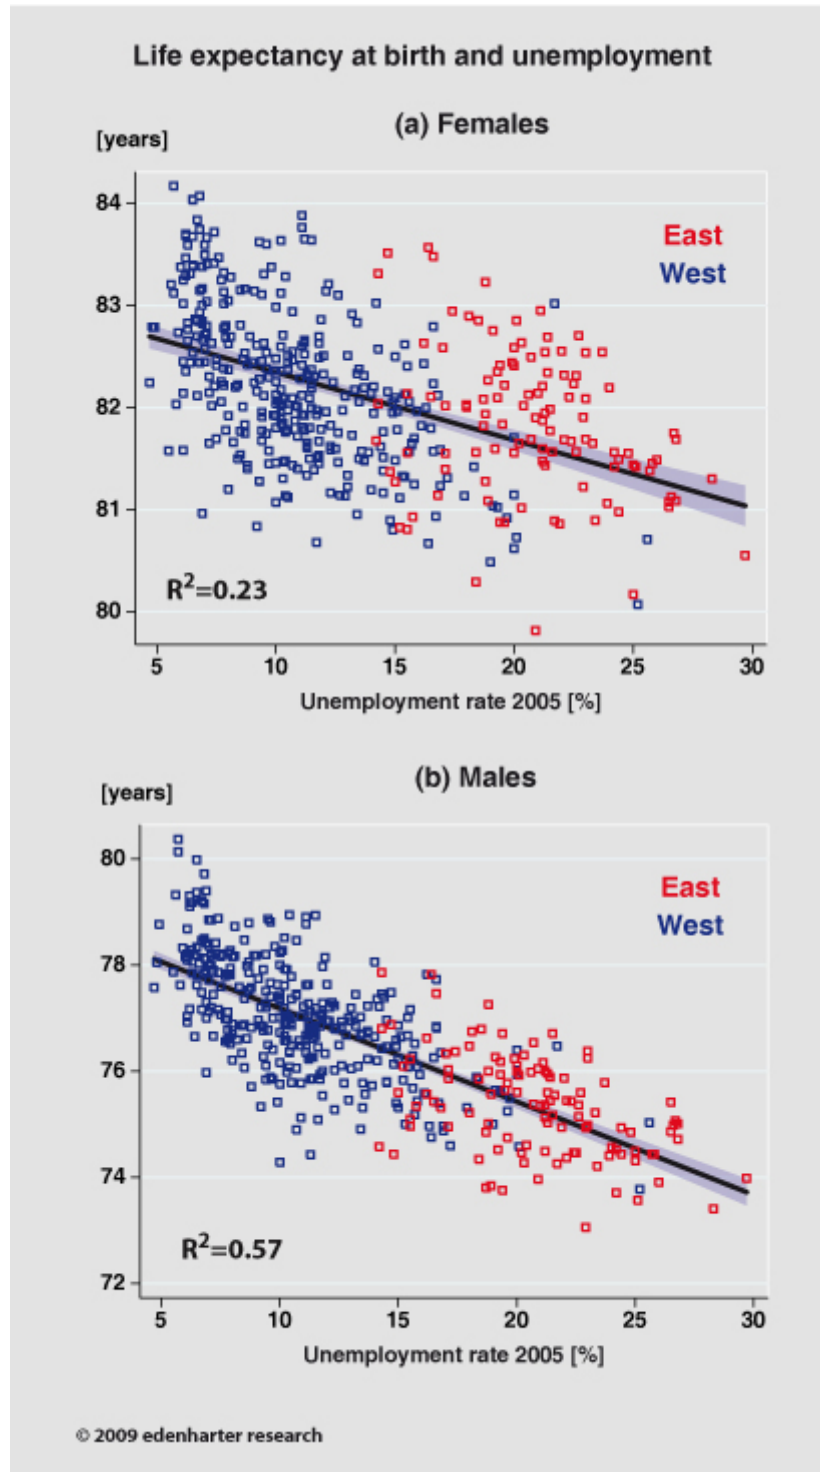 Life expectancy at birth and unemployment
(a) Females
[years]
84
83
82
81
80
East
West
R²=0.23
5 10 15 20 25 30
Unemployment rate 2005 [%]
(b) Males
[years]
80
78
76
74
72
East
West
R²=0.57
5 10 15 20 25 30
Unemployment rate 2005 [%]
© 2009 edenharter research